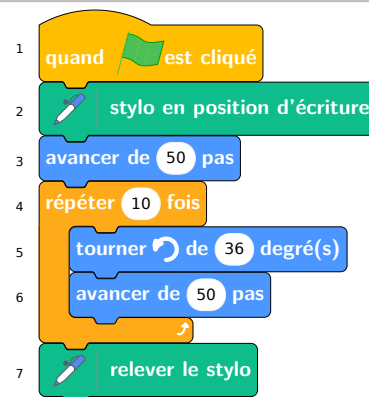 1 quand est cliqué
2 stylo en position d'écriture
3 avancer de 50 pas
4 répéter 10 fois
5 tourner de 36 degré(s)
6 avancer de 50 pas
7 relever le stylo